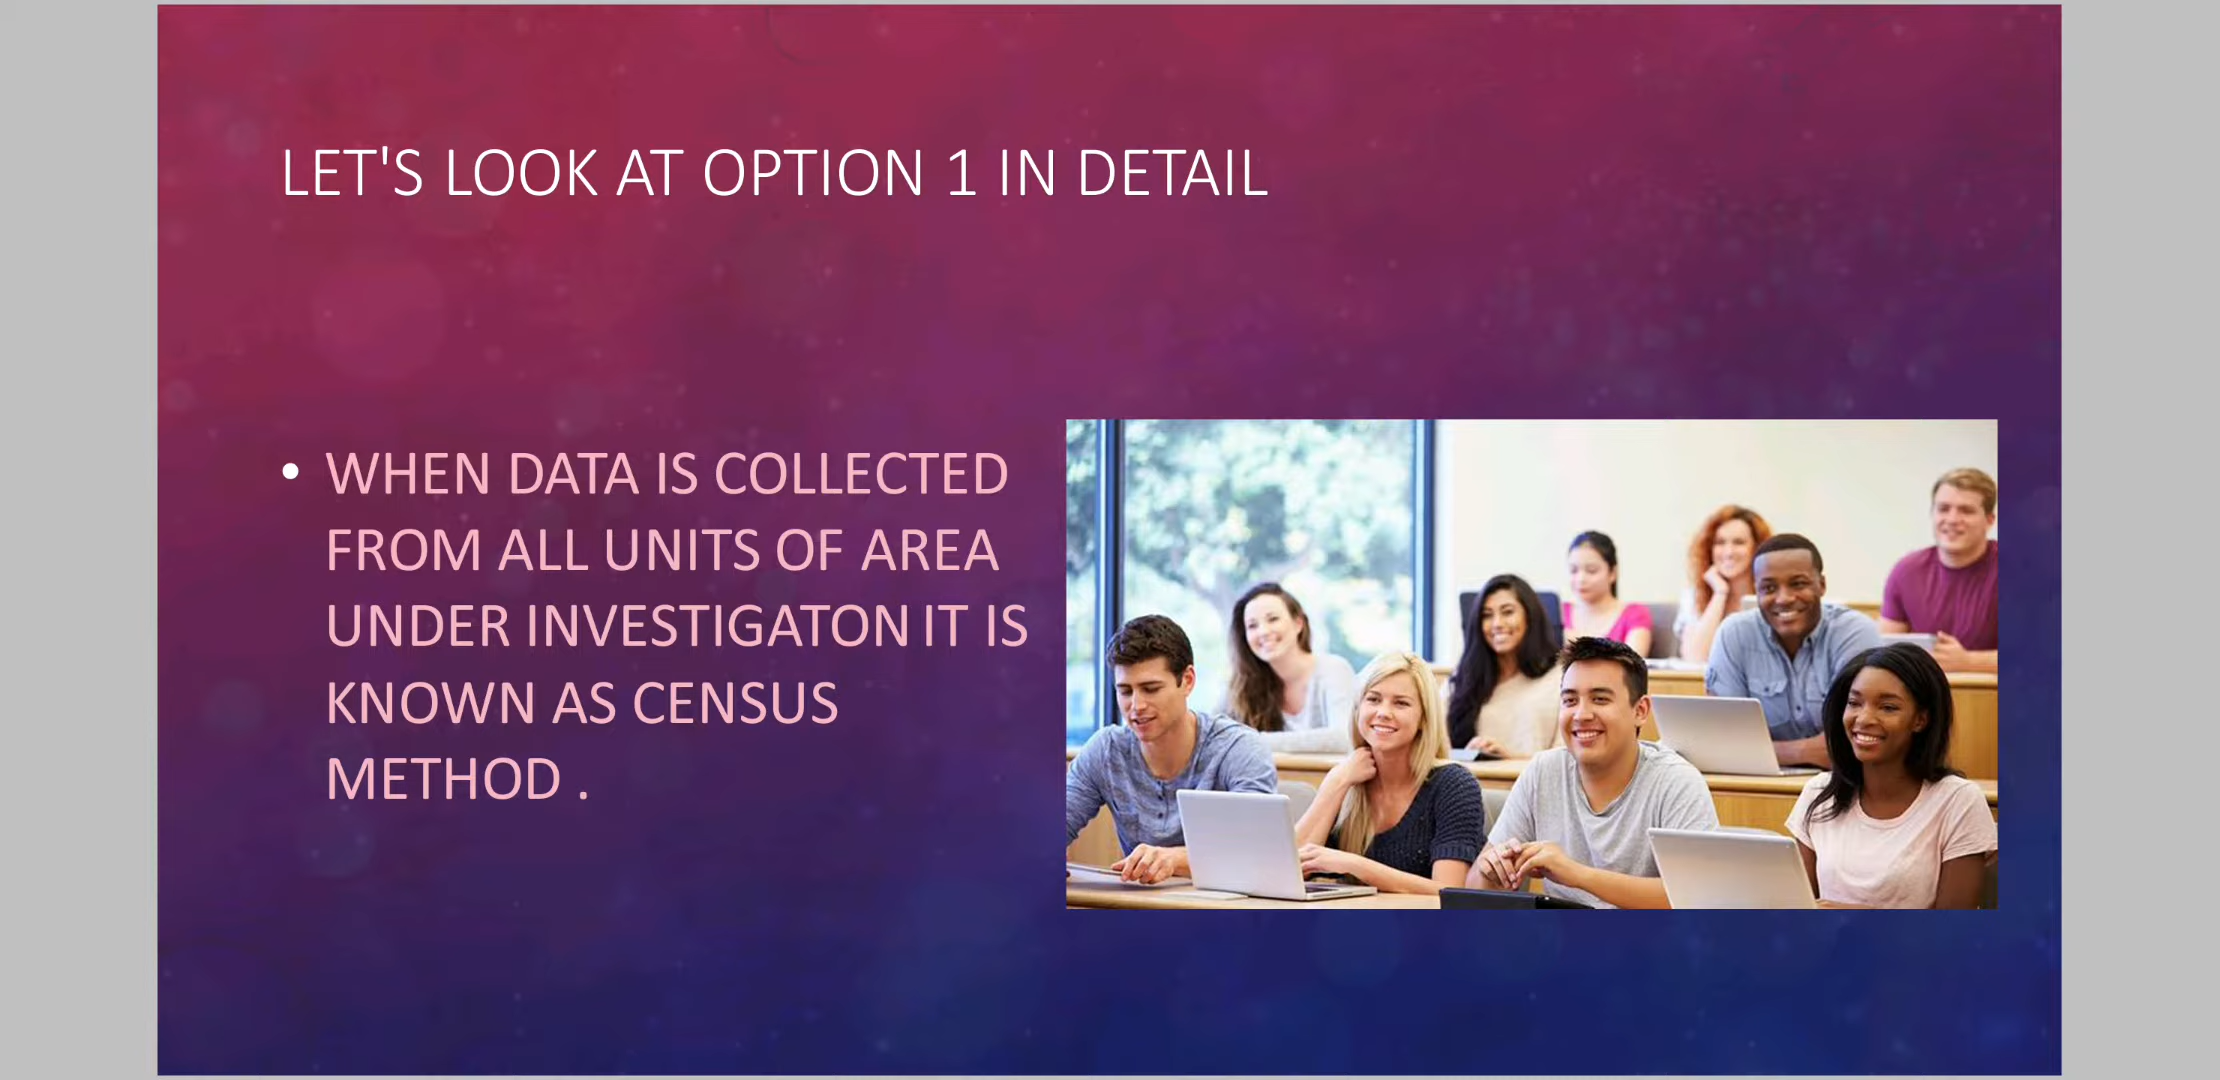 LET'S LOOK AT OPTION 1 IN DETAIL
• WHEN DATA IS COLLECTED
FROM ALL UNITS OF AREA
UNDER INVESTIGATON IT IS
KNOWN AS CENSUS
METHOD .